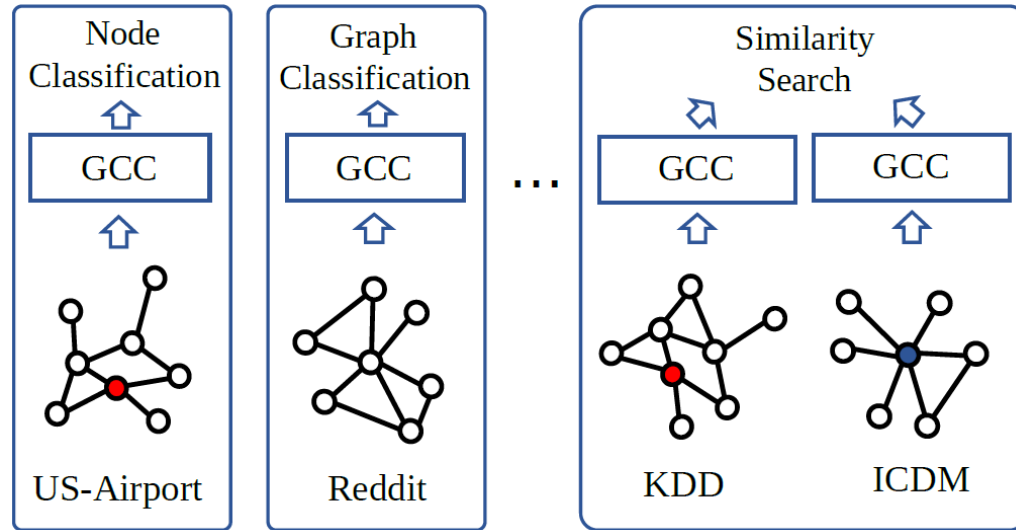 Node
Classification
GCC
US-Airport
Graph
Classification
GCC
Reddit
...
Similarity
Search
GCC
GCC
KDD
ICDM